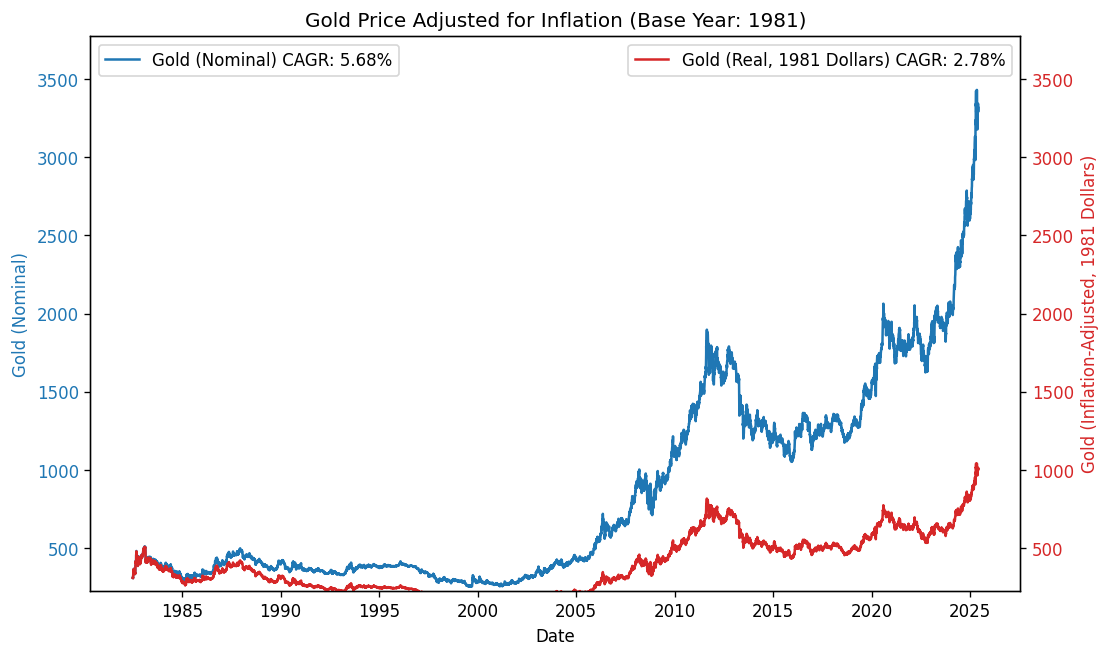 Gold Price Adjusted for Inflation (Base Year: 1981)
Gold (Nominal) CAGR: 5.68%
Gold (Real, 1981 Dollars) CAGR: 2.78%
3500
3000
2500
2000
1500
1000
500
Gold (Nominal)
3500
3000
2500
2000
1500
1000
500
Gold (Inflation-Adjusted, 1981 Dollars)
1985 1990 1995 2000 2005 2010 2015 2020 2025
Date